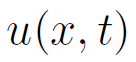 u(x, t)